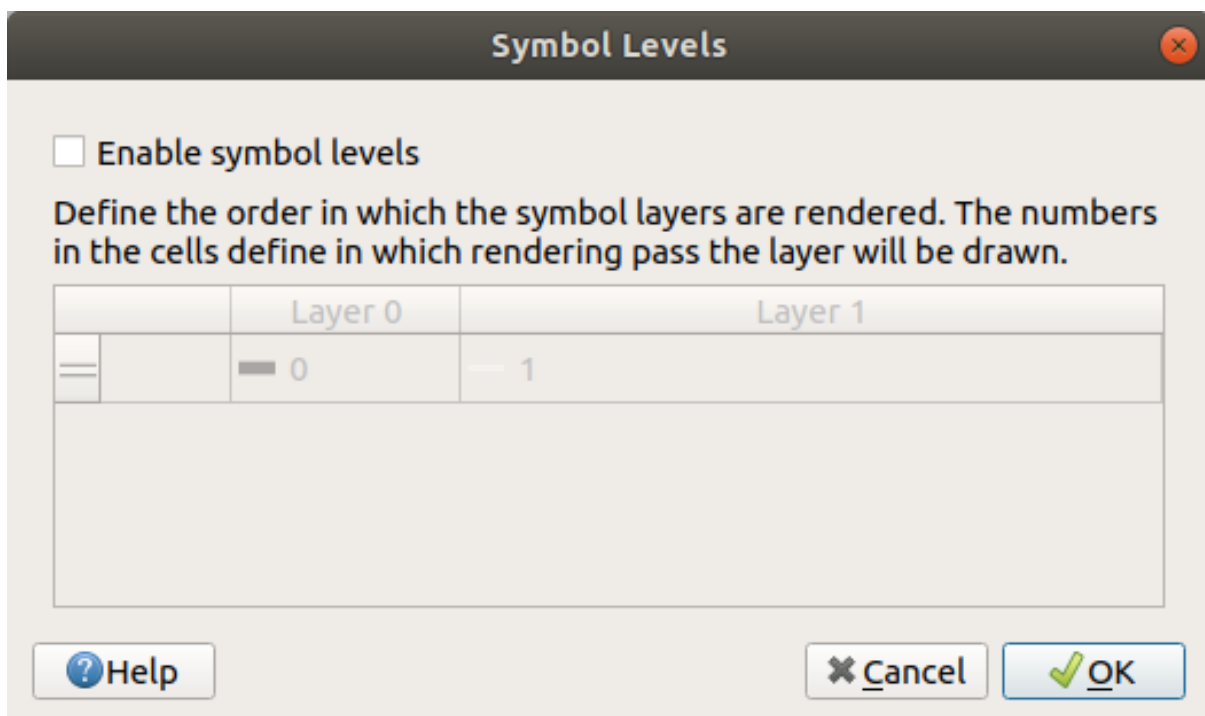 Symbol Levels
Enable symbol levels
Define the order in which the symbol layers are rendered. The numbers
in the cells define in which rendering pass the layer will be drawn.
Layer 0 Layer 1
0 1
Help Cancel OK